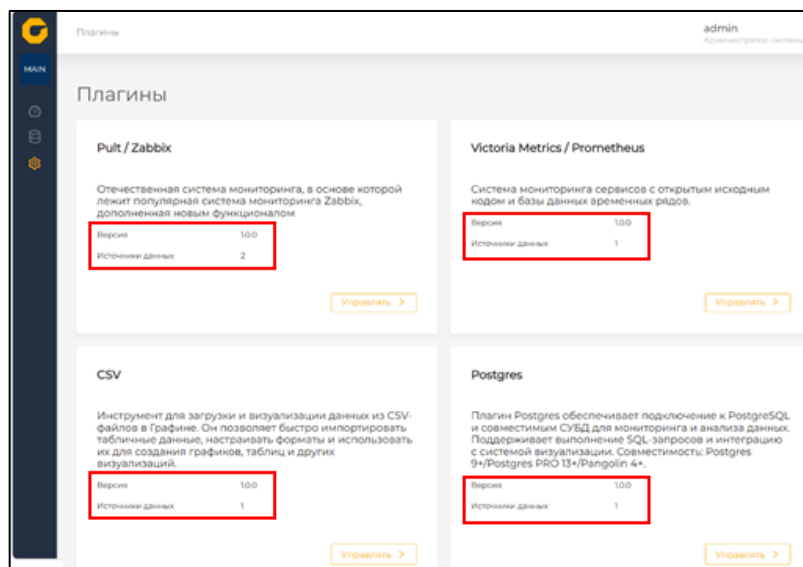 Плагины
admin
Администратор системы
MAIN
Плагины
Pult / Zabbix
Отечественная система мониторинга, в основе которой
лежит популярная система мониторинга Zabbix,
дополненная новым функционалом
Версия 1.0.0
Источники данных 2
Управлять >
Victoria Metrics / Prometheus
Система мониторинга сервисов с открытым исходным
кодом и базы данных временных рядов.
Версия 1.0.0
Источники данных 1
Управлять >
CSV
Инструмент для загрузки и визуализации данных из CSV-
файлов в Графине. Он позволяет быстро импортировать
табличные данные, настраивать форматы и использовать
их для создания графиков, таблиц и других
визуализаций.
Версия 1.0.0
Источники данных 1
Управлять >
Postgres
Плагин Postgres обеспечивает подключение к PostgreSQL
и совместимым СУБД для мониторинга и анализа данных.
Поддерживает выполнение SQL-запросов и интеграцию
с системой визуализации. Совместимость: Postgres
9+/Postgres PRO 13+/Pangolin 4+.
Версия 1.0.0
Источники данных 1
Управлять >